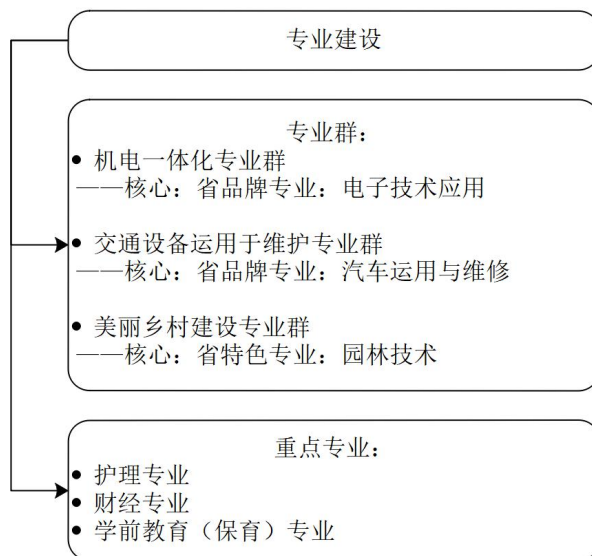 专业建设
专业群：
• 机电一体化专业群
——核心：省品牌专业：电子技术应用
• 交通设备运用于维护专业群
——核心：省品牌专业：汽车运用与维修
• 美丽乡村建设专业群
——核心：省特色专业：园林技术
重点专业：
• 护理专业
• 财经专业
• 学前教育（保育）专业